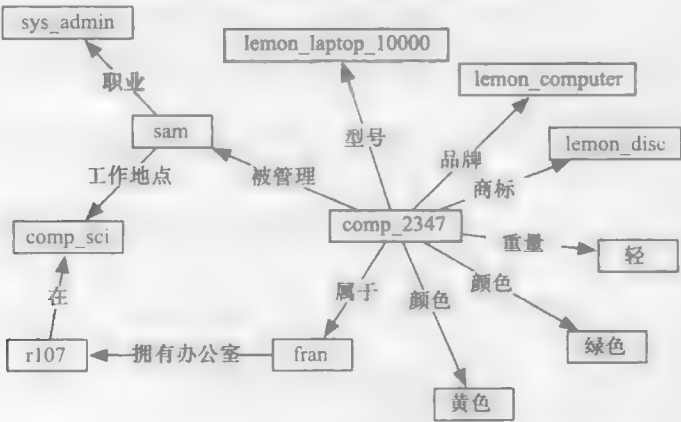 sys_admin
lemon_laptop_10000
lemon_computer
职业
sam
型号
品牌
lemon_disc
工作地点
被管理
商标
comp_sci
comp_2347
重量
轻
在
属于
颜色
颜色
r107
拥有办公室
fran
绿色
黄色